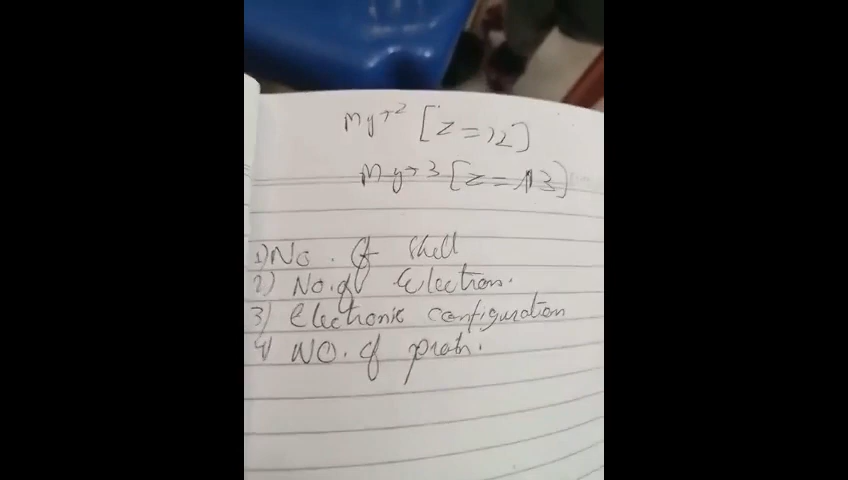 Mg+2 [Z=12]
Mg+3 [Z=13]
1) No. of shell
2) No. of Electron.
3) Electronic configuration
4) NO. of protn.